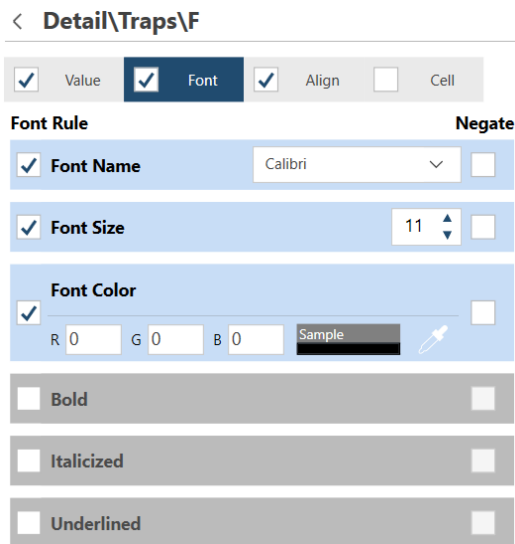 Detail\Traps\F
Value Font Align Cell
Font Rule Negate
Font Name Calibri
Font Size 11
Font Color
R 0 G 0 B 0 Sample
Bold
Italicized
Underlined